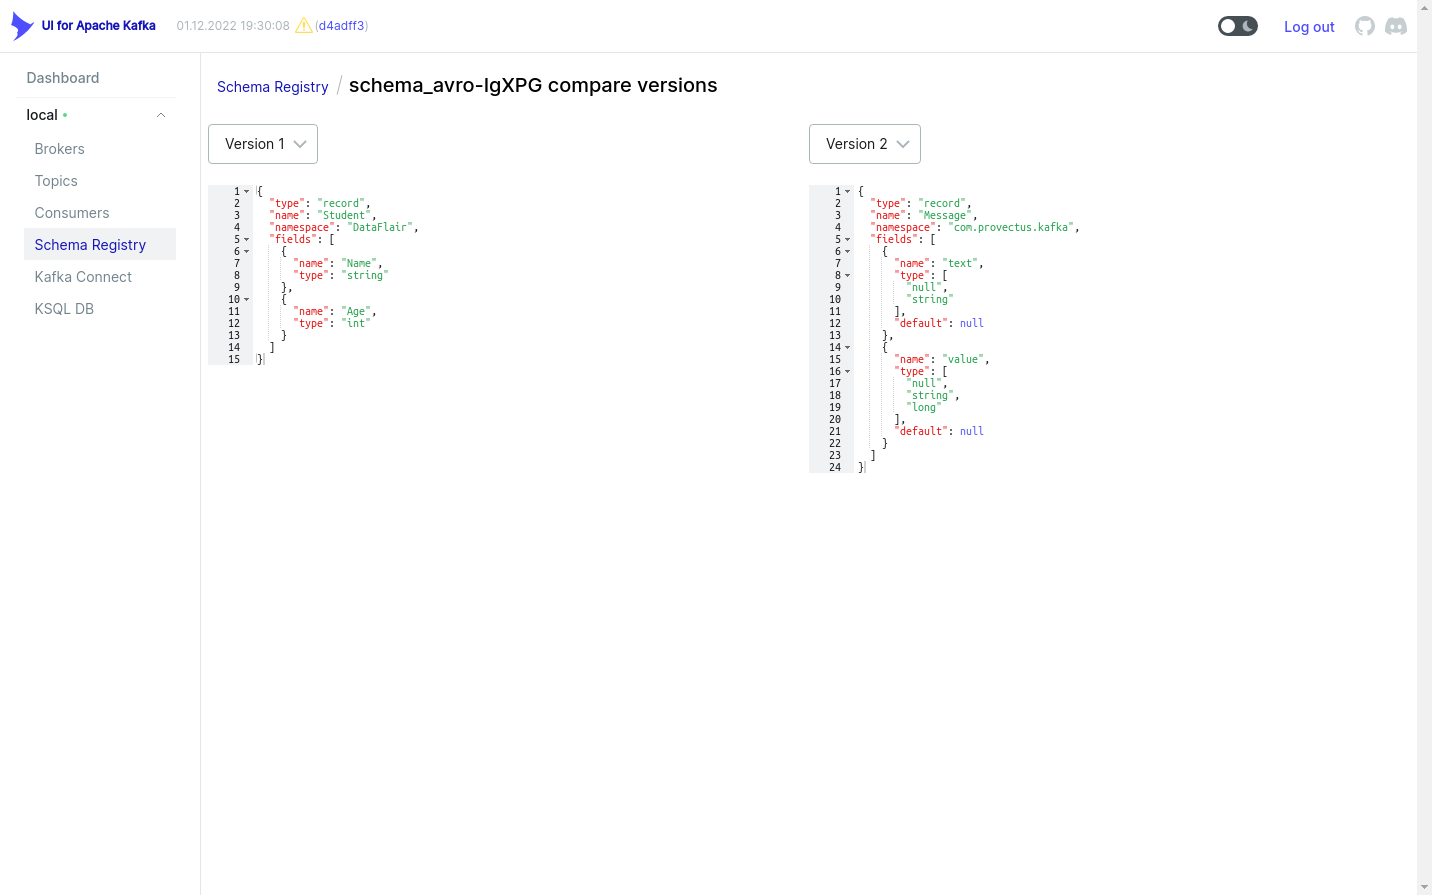 UI for Apache Kafka 01.12.2022 19:30:08 (d4adff3) Log out
Dashboard
local
Brokers
Topics
Consumers
Schema Registry
Kafka Connect
KSQL DB
Schema Registry / schema_avro-IgXPG compare versions
Version 1
1 {
2 "type": "record",
3 "name": "Student",
4 "namespace": "DataFlair",
5 "fields": [
6 {
7 "name": "Name",
8 "type": "string"
9 },
10 {
11 "name": "Age",
12 "type": "int"
13 }
14 ]
15 }
Version 2
1 {
2 "type": "record",
3 "name": "Message",
4 "namespace": "com.provectus.kafka",
5 "fields": [
6 {
7 "name": "text",
8 "type": [
9 "null",
10 "string"
11 ],
12 "default": null
13 },
14 {
15 "name": "value",
16 "type": [
17 "null",
18 "string",
19 "long"
20 ],
21 "default": null
22 }
23 ]
24 }